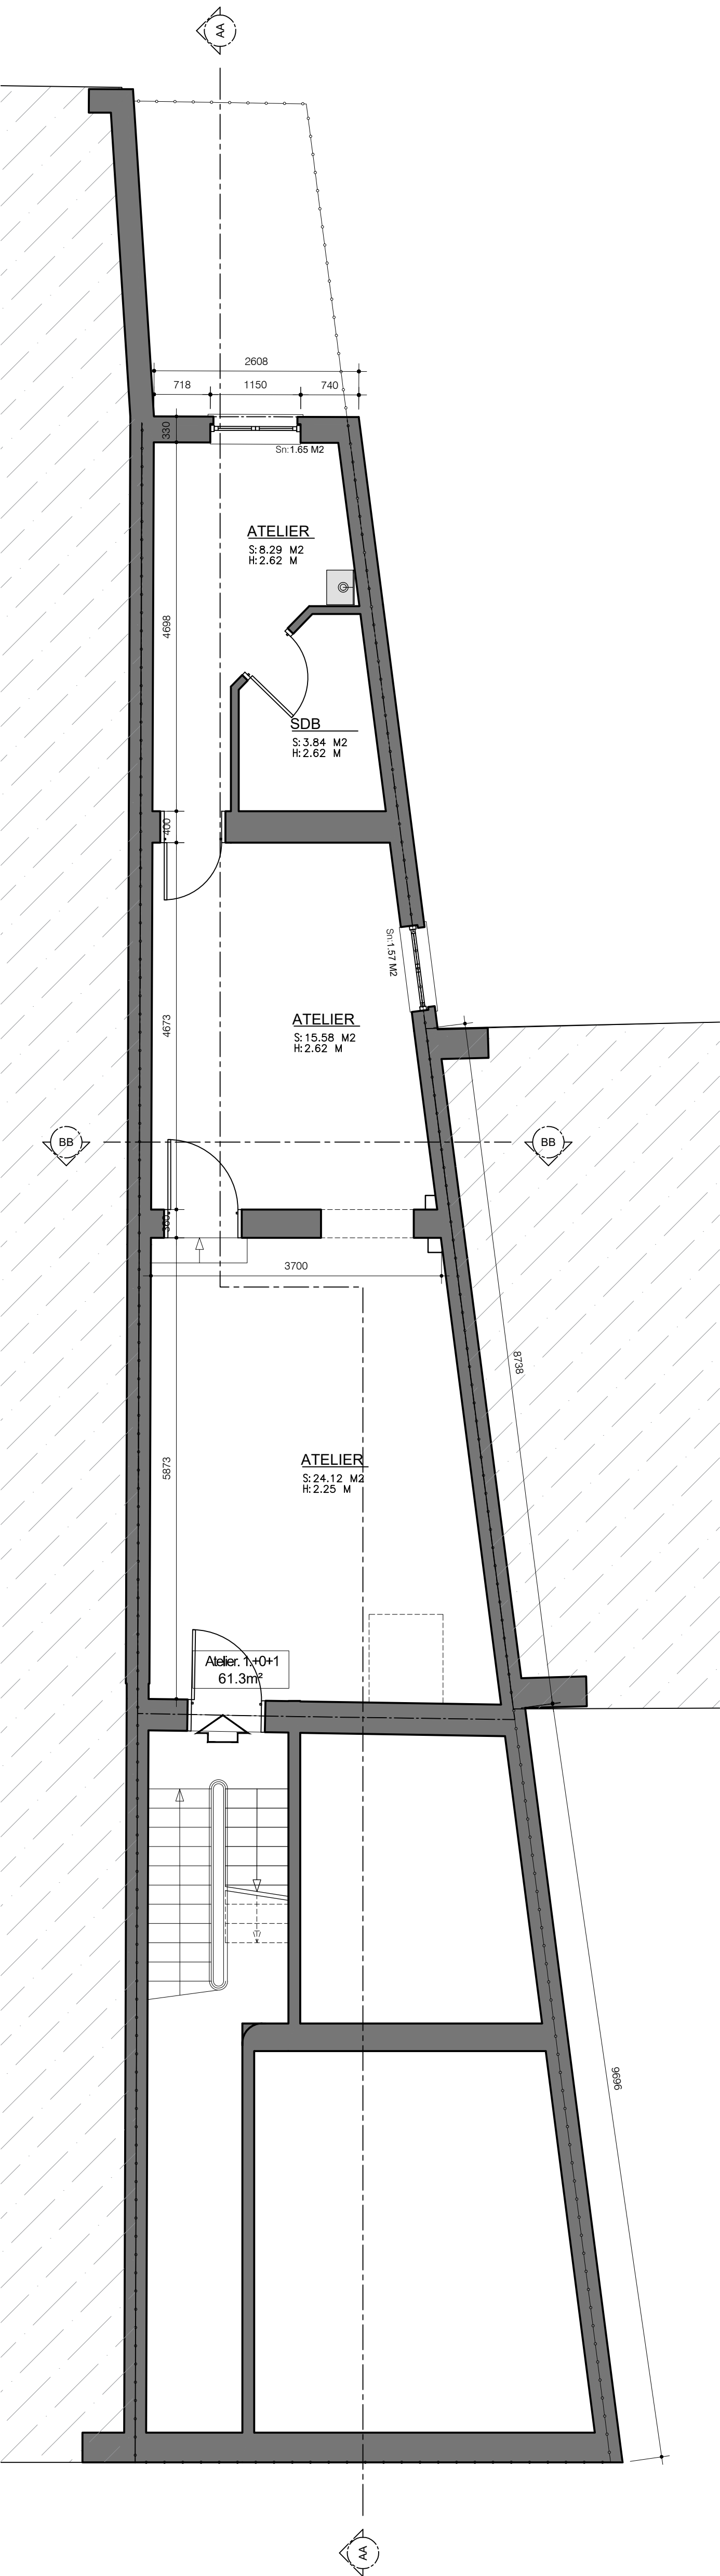 AA
2608
718
1150
740
330
Sn:1.65 M2
ATELIER
S:8.29 M2
H:2.62 M
4698
SDB
S:3.84 M2
H:2.62 M
400
Sn:1.57 M2
4673
ATELIER
S:15.58 M2
H:2.62 M
BB
BB
360
3700
8738
5873
ATELIER
S:24.12 M2
H:2.25 M
Atelier. 1.+0+1
61.3m²
9696
AA